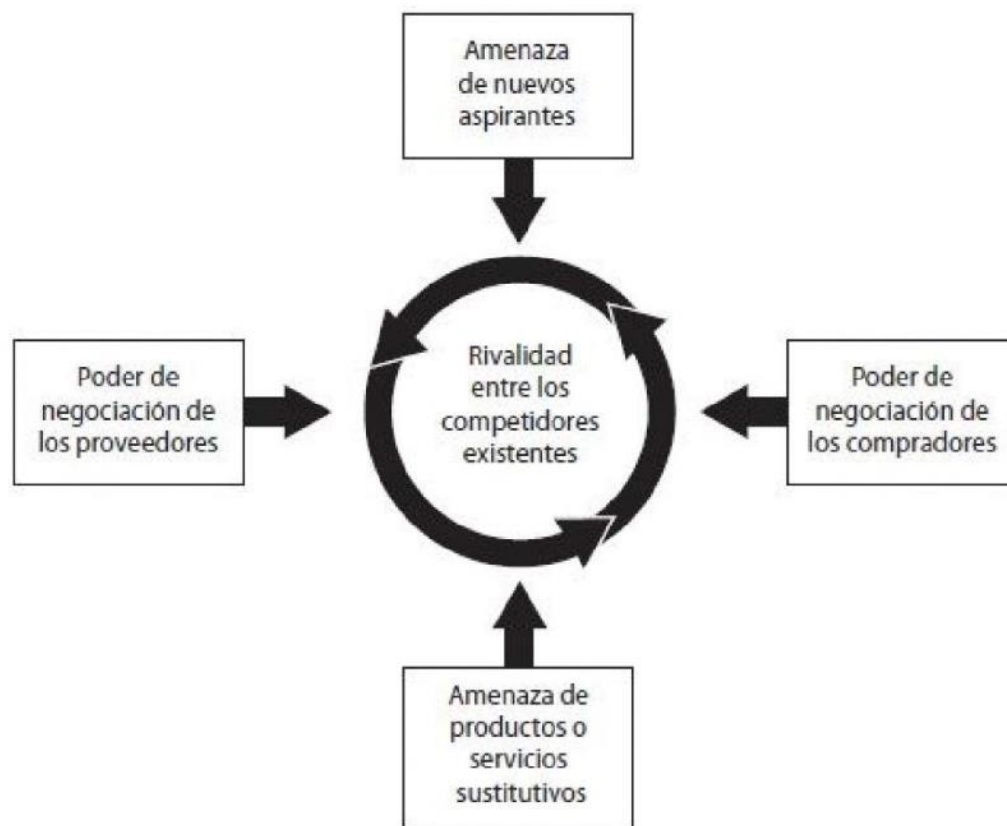 Amenaza
de nuevos
aspirantes
Poder de
negociación de
los proveedores
Rivalidad
entre los
competidores
existentes
Poder de
negociación de
los compradores
Amenaza de
productos o
servicios
sustitutivos